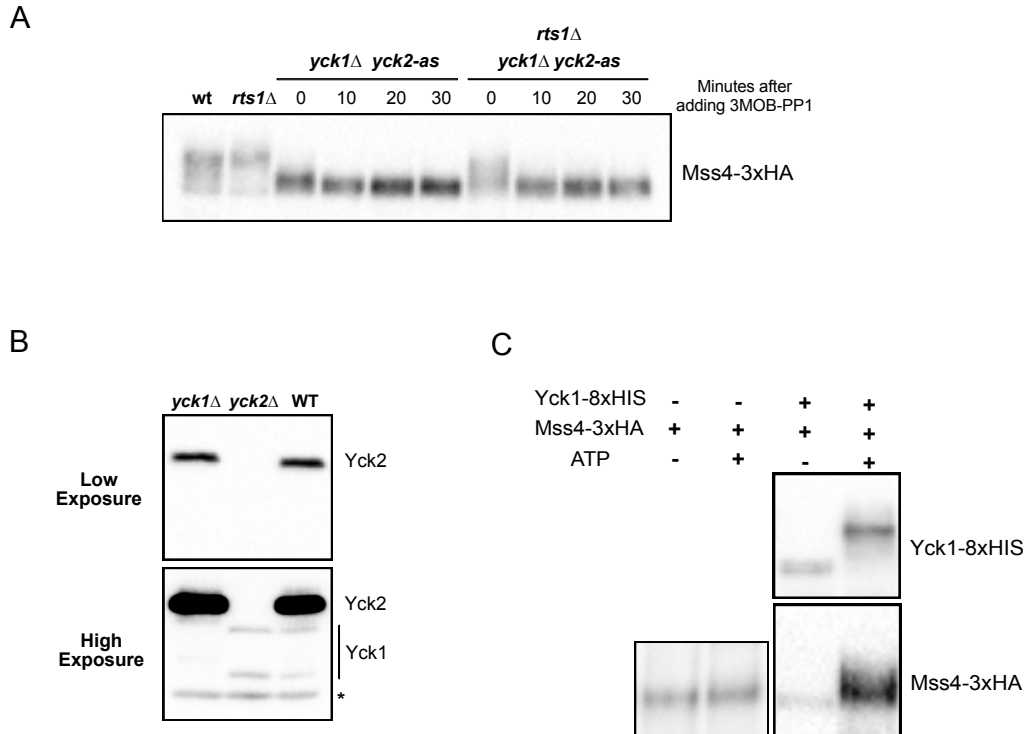 A
rts1Δ
yck1Δ yck2-as
yck1Δ yck2-as
wt rts1Δ 0 10 20 30 0 10 20 30
Minutes after
adding 3MOB-PP1
Mss4-3xHA
B
yck1Δ yck2Δ WT
Low
Exposure
Yck2
High
Exposure
Yck2
Yck1
*
C
Yck1-8xHIS - - + +
Mss4-3xHA + + + +
ATP - + - +
Yck1-8xHIS
Mss4-3xHA